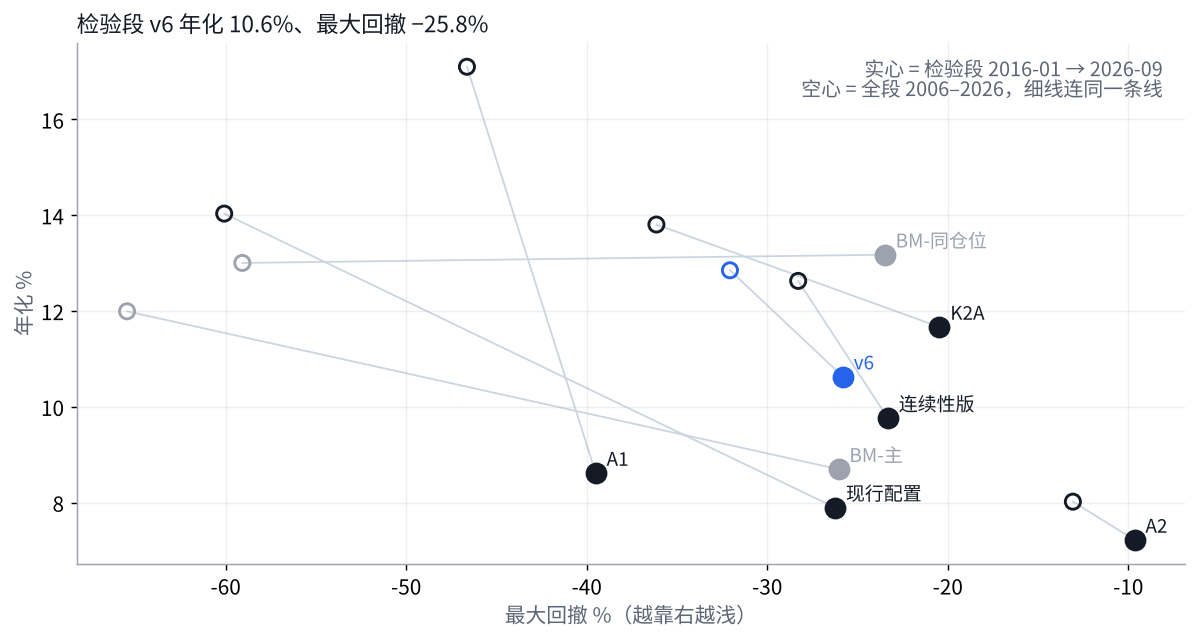 检验段 v6 年化 10.6%、最大回撤 −25.8%
实心 = 检验段 2016-01 → 2026-09
空心 = 全段 2006–2026，细线连同一条线
年化 %
16
14
12
10
8
BM-同仓位
K2A
v6
连续性版
BM-主
A1
现行配置
A2
-60
-50
-40
-30
-20
-10
最大回撤 %（越靠右越浅）